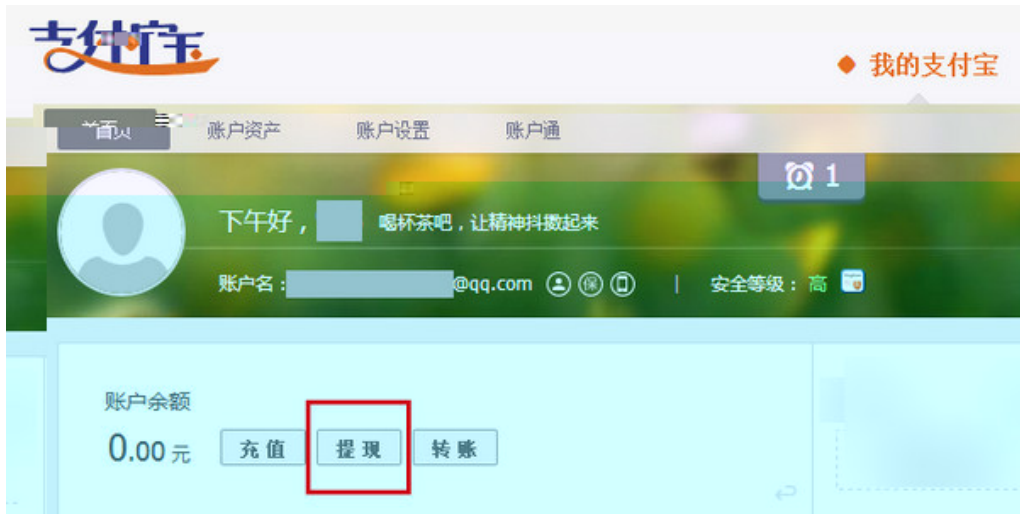 支付宝
我的支付宝
首页 账户资产 账户设置 账户通
1
下午好， 喝杯茶吧，让精神抖擞起来
账户名： @qq.com 保 | 安全等级：高
账户余额
0.00 元 充值 提现 转账